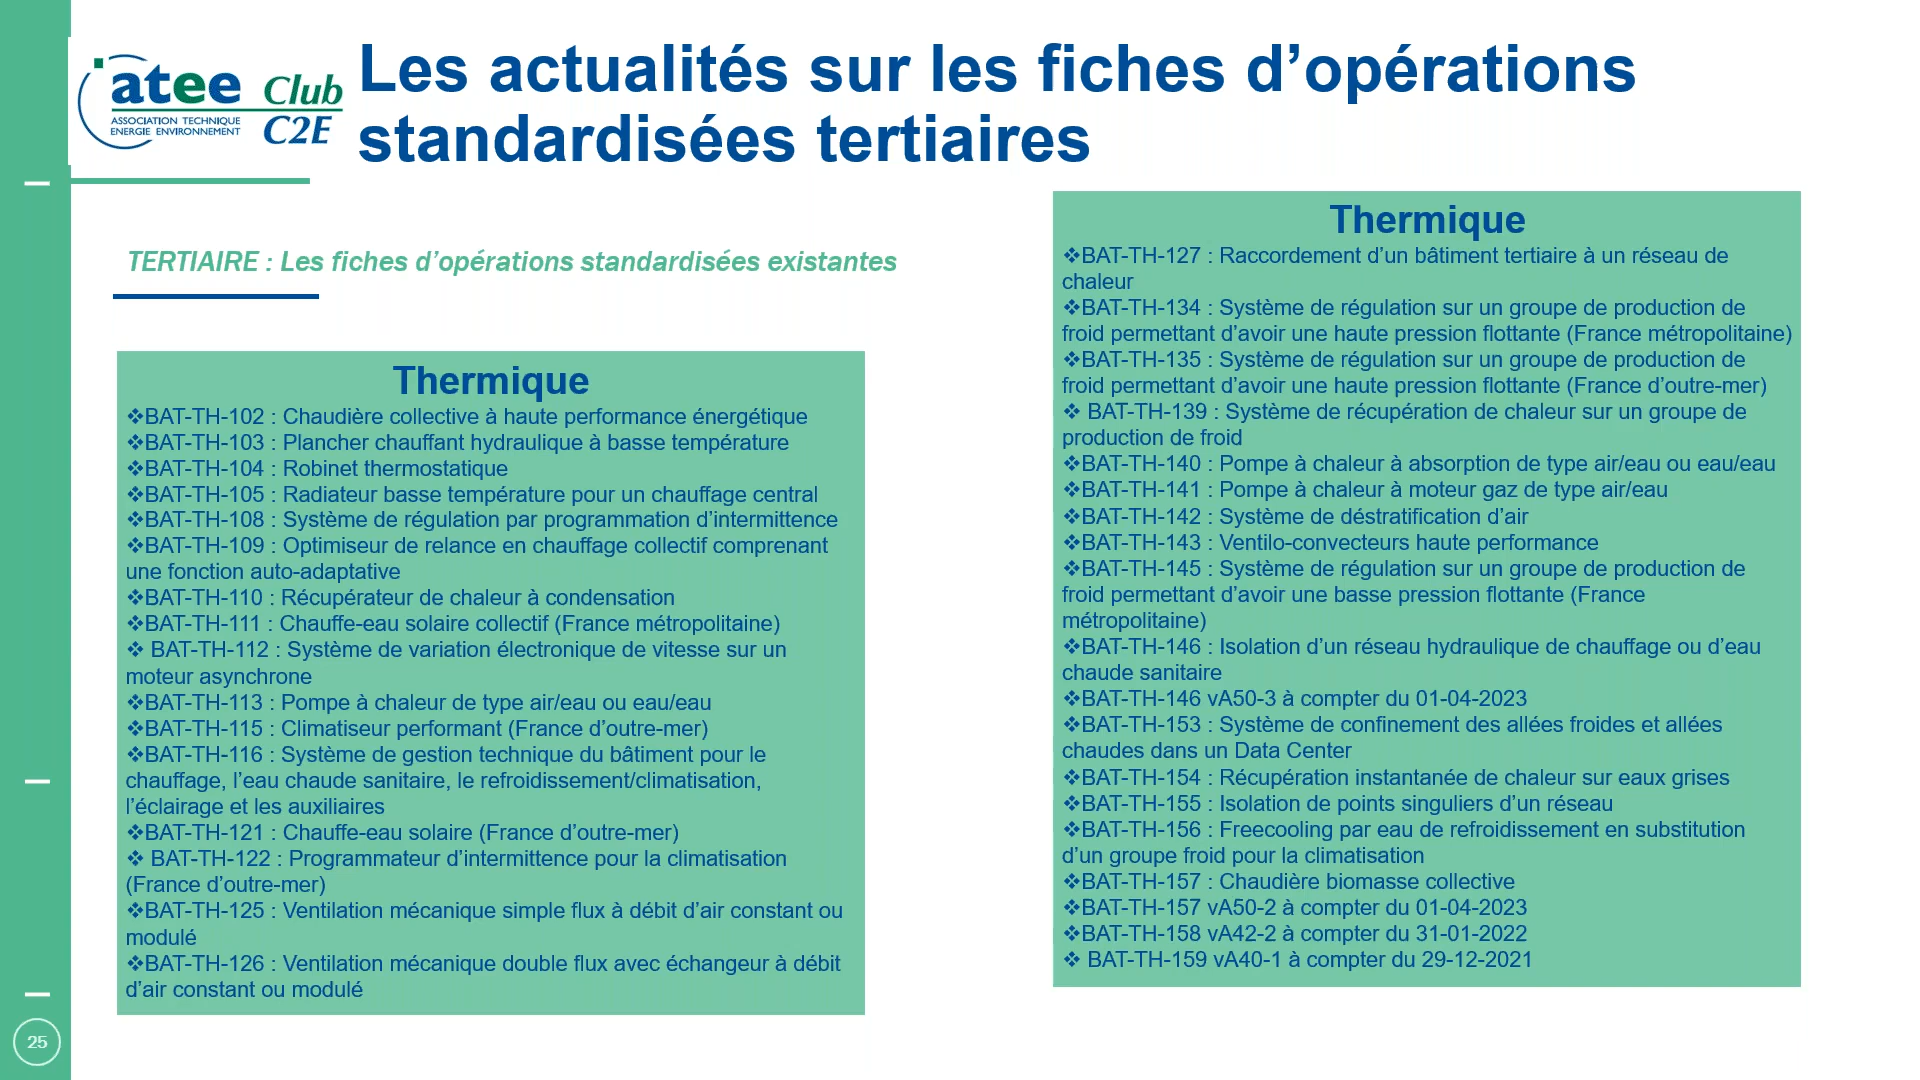 atee Club
ASSOCIATION TECHNIQUE
ENERGIE ENVIRONNEMENT
C2E
Les actualités sur les fiches d’opérations
standardisées tertiaires
TERTIAIRE : Les fiches d’opérations standardisées existantes
Thermique
❖BAT-TH-102 : Chaudière collective à haute performance énergétique
❖BAT-TH-103 : Plancher chauffant hydraulique à basse température
❖BAT-TH-104 : Robinet thermostatique
❖BAT-TH-105 : Radiateur basse température pour un chauffage central
❖BAT-TH-108 : Système de régulation par programmation d’intermittence
❖BAT-TH-109 : Optimiseur de relance en chauffage collectif comprenant
une fonction auto-adaptative
❖BAT-TH-110 : Récupérateur de chaleur à condensation
❖BAT-TH-111 : Chauffe-eau solaire collectif (France métropolitaine)
❖ BAT-TH-112 : Système de variation électronique de vitesse sur un
moteur asynchrone
❖BAT-TH-113 : Pompe à chaleur de type air/eau ou eau/eau
❖BAT-TH-115 : Climatiseur performant (France d’outre-mer)
❖BAT-TH-116 : Système de gestion technique du bâtiment pour le
chauffage, l’eau chaude sanitaire, le refroidissement/climatisation,
l’éclairage et les auxiliaires
❖BAT-TH-121 : Chauffe-eau solaire (France d’outre-mer)
❖ BAT-TH-122 : Programmateur d’intermittence pour la climatisation
(France d’outre-mer)
❖BAT-TH-125 : Ventilation mécanique simple flux à débit d’air constant ou
modulé
❖BAT-TH-126 : Ventilation mécanique double flux avec échangeur à débit
d’air constant ou modulé
Thermique
❖BAT-TH-127 : Raccordement d’un bâtiment tertiaire à un réseau de
chaleur
❖BAT-TH-134 : Système de régulation sur un groupe de production de
froid permettant d’avoir une haute pression flottante (France métropolitaine)
❖BAT-TH-135 : Système de régulation sur un groupe de production de
froid permettant d’avoir une haute pression flottante (France d’outre-mer)
❖ BAT-TH-139 : Système de récupération de chaleur sur un groupe de
production de froid
❖BAT-TH-140 : Pompe à chaleur à absorption de type air/eau ou eau/eau
❖BAT-TH-141 : Pompe à chaleur à moteur gaz de type air/eau
❖BAT-TH-142 : Système de déstratification d’air
❖BAT-TH-143 : Ventilo-convecteurs haute performance
❖BAT-TH-145 : Système de régulation sur un groupe de production de
froid permettant d’avoir une basse pression flottante (France
métropolitaine)
❖BAT-TH-146 : Isolation d’un réseau hydraulique de chauffage ou d’eau
chaude sanitaire
❖BAT-TH-146 vA50-3 à compter du 01-04-2023
❖BAT-TH-153 : Système de confinement des allées froides et allées
chaudes dans un Data Center
❖BAT-TH-154 : Récupération instantanée de chaleur sur eaux grises
❖BAT-TH-155 : Isolation de points singuliers d’un réseau
❖BAT-TH-156 : Freecooling par eau de refroidissement en substitution
d’un groupe froid pour la climatisation
❖BAT-TH-157 : Chaudière biomasse collective
❖BAT-TH-157 vA50-2 à compter du 01-04-2023
❖BAT-TH-158 vA42-2 à compter du 31-01-2022
❖ BAT-TH-159 vA40-1 à compter du 29-12-2021
25